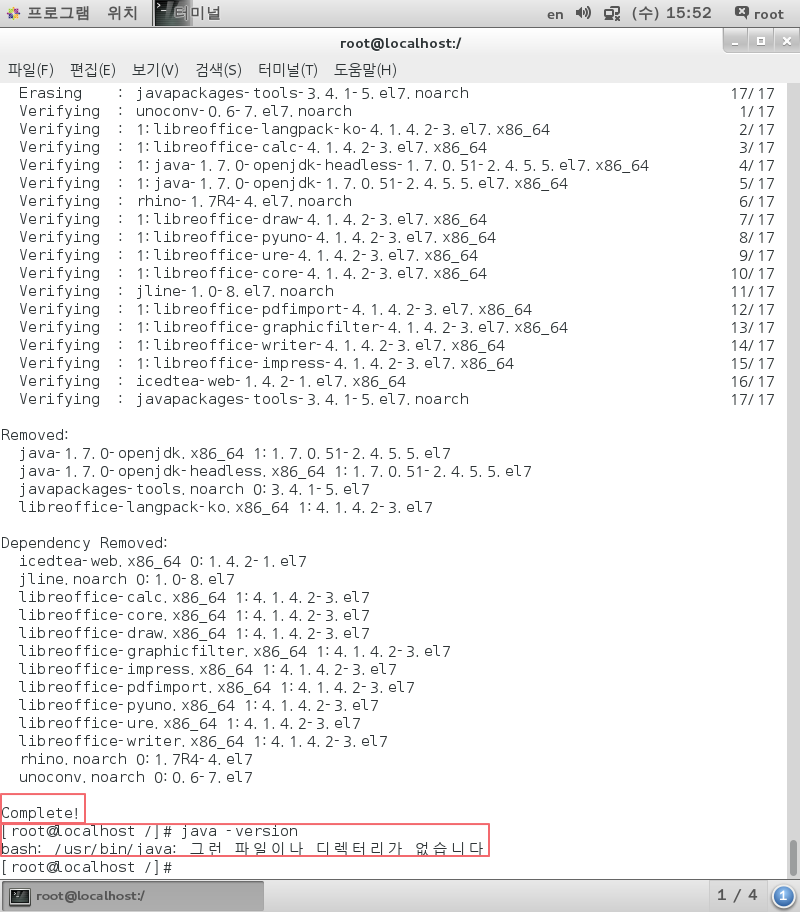 프로그램 위치 터미널 en (수) 15:52 root
root@localhost:/
파일(F) 편집(E) 보기(V) 검색(S) 터미널(T) 도움말(H)
Erasing : javapackages-tools-3.4.1-5.el7.noarch 17/17
Verifying : unoconv-0.6-7.el7.noarch 1/17
Verifying : 1:libreoffice-langpack-ko-4.1.4.2-3.el7.x86_64 2/17
Verifying : 1:libreoffice-calc-4.1.4.2-3.el7.x86_64 3/17
Verifying : 1:java-1.7.0-openjdk-headless-1.7.0.51-2.4.5.5.el7.x86_64 4/17
Verifying : 1:java-1.7.0-openjdk-1.7.0.51-2.4.5.5.el7.x86_64 5/17
Verifying : rhino-1.7R4-4.el7.noarch 6/17
Verifying : 1:libreoffice-draw-4.1.4.2-3.el7.x86_64 7/17
Verifying : 1:libreoffice-pyuno-4.1.4.2-3.el7.x86_64 8/17
Verifying : 1:libreoffice-ure-4.1.4.2-3.el7.x86_64 9/17
Verifying : 1:libreoffice-core-4.1.4.2-3.el7.x86_64 10/17
Verifying : jline-1.0-8.el7.noarch 11/17
Verifying : 1:libreoffice-pdfimport-4.1.4.2-3.el7.x86_64 12/17
Verifying : 1:libreoffice-graphicfilter-4.1.4.2-3.el7.x86_64 13/17
Verifying : 1:libreoffice-writer-4.1.4.2-3.el7.x86_64 14/17
Verifying : 1:libreoffice-impress-4.1.4.2-3.el7.x86_64 15/17
Verifying : icedtea-web-1.4.2-1.el7.x86_64 16/17
Verifying : javapackages-tools-3.4.1-5.el7.noarch 17/17
Removed:
java-1.7.0-openjdk.x86_64 1:1.7.0.51-2.4.5.5.el7
java-1.7.0-openjdk-headless.x86_64 1:1.7.0.51-2.4.5.5.el7
javapackages-tools.noarch 0:3.4.1-5.el7
libreoffice-langpack-ko.x86_64 1:4.1.4.2-3.el7
Dependency Removed:
icedtea-web.x86_64 0:1.4.2-1.el7
jline.noarch 0:1.0-8.el7
libreoffice-calc.x86_64 1:4.1.4.2-3.el7
libreoffice-core.x86_64 1:4.1.4.2-3.el7
libreoffice-draw.x86_64 1:4.1.4.2-3.el7
libreoffice-graphicfilter.x86_64 1:4.1.4.2-3.el7
libreoffice-impress.x86_64 1:4.1.4.2-3.el7
libreoffice-pdfimport.x86_64 1:4.1.4.2-3.el7
libreoffice-pyuno.x86_64 1:4.1.4.2-3.el7
libreoffice-ure.x86_64 1:4.1.4.2-3.el7
libreoffice-writer.x86_64 1:4.1.4.2-3.el7
rhino.noarch 0:1.7R4-4.el7
unoconv.noarch 0:0.6-7.el7
Complete!
[root@localhost /]# java -version
bash: /usr/bin/java: 그런 파일이나 디렉터리가 없습니다
[root@localhost /]#
root@localhost:/ 1 / 4 1